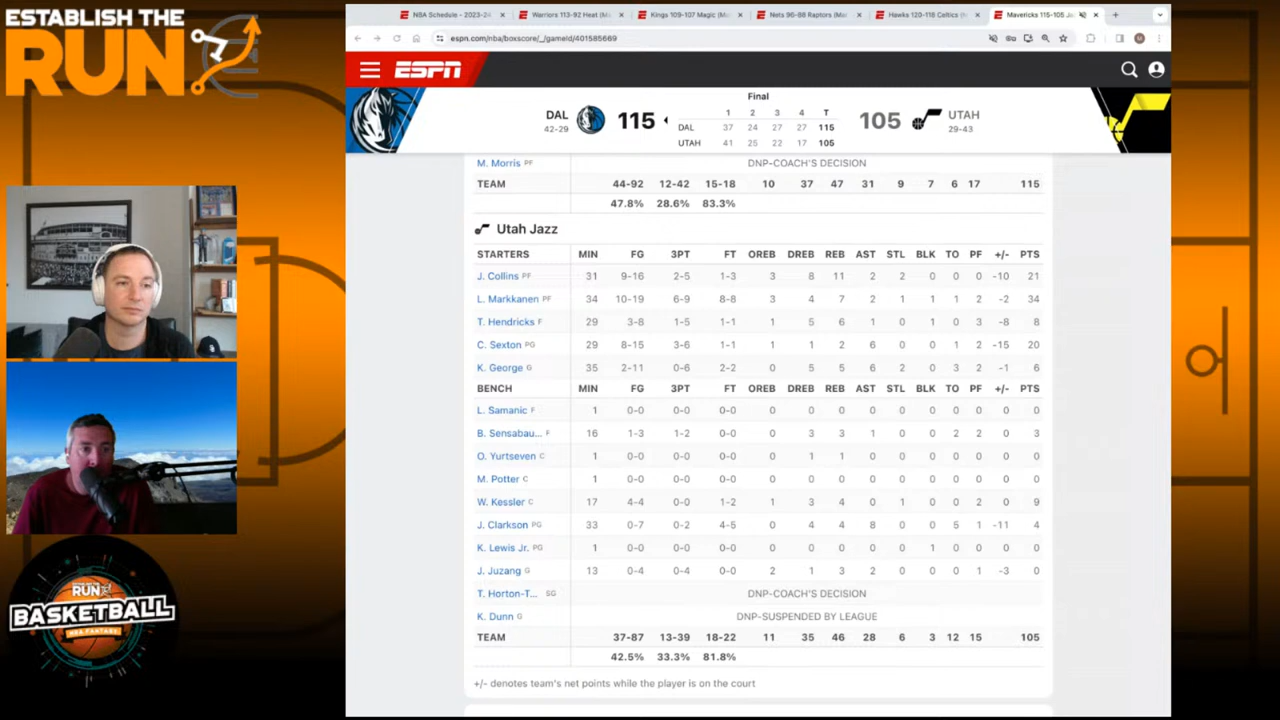 ESTABLISH THE
RUN
NBA Schedule - 2023-24
Warriors 113-92 Heat (Ma
Kings 109-107 Magic (Ma
Nets 96-88 Raptors (Mar
Hawks 120-118 Celtics (M
Mavericks 115-105 Ja
espn.com/nba/boxscore/_/gameId/401585669
ESPN
Final
DAL 42-29 115
1 2 3 4 T
DAL 37 24 27 27 115
UTAH 41 25 22 17 105
105 UTAH 29-43
M. Morris PF DNP-COACH'S DECISION
TEAM 44-92 12-42 15-18 10 37 47 31 9 7 6 17 115
47.8% 28.6% 83.3%
Utah Jazz
STARTERS MIN FG 3PT FT OREB DREB REB AST STL BLK TO PF +/- PTS
J. Collins PF 31 9-16 2-5 1-3 3 8 11 2 2 0 0 0 -10 21
L. Markkanen PF 34 10-19 6-9 8-8 3 4 7 2 1 1 1 2 -2 34
T. Hendricks F 29 3-8 1-5 1-1 1 5 6 1 0 1 0 3 -8 8
C. Sexton PG 29 8-15 3-6 1-1 1 1 2 6 0 0 1 2 -15 20
K. George G 35 2-11 0-6 2-2 0 5 5 6 2 0 3 2 -1 6
BENCH MIN FG 3PT FT OREB DREB REB AST STL BLK TO PF +/- PTS
L. Samanic F 1 0-0 0-0 0-0 0 0 0 0 0 0 0 0 0 0
B. Sensabau... F 16 1-3 1-2 0-0 0 3 3 1 0 0 2 2 0 3
O. Yurtseven C 1 0-0 0-0 0-0 0 1 1 0 0 0 0 0 0 0
M. Potter C 1 0-0 0-0 0-0 0 0 0 0 0 0 0 0 0 0
W. Kessler C 17 4-4 0-0 1-2 1 3 4 0 1 0 0 2 0 9
J. Clarkson PG 33 0-7 0-2 4-5 0 4 4 8 0 0 5 1 -11 4
K. Lewis Jr. PG 1 0-0 0-0 0-0 0 0 0 0 0 1 0 0 0 0
J. Juzang G 13 0-4 0-4 0-0 2 1 3 2 0 0 0 1 -3 0
T. Horton-T... SG DNP-COACH'S DECISION
K. Dunn G DNP-SUSPENDED BY LEAGUE
TEAM 37-87 13-39 18-22 11 35 46 28 6 3 12 15 105
42.5% 33.3% 81.8%
+/- denotes team's net points while the player is on the court
ESTABLISH THE
RUN
BASKETBALL
NBA FANTASY